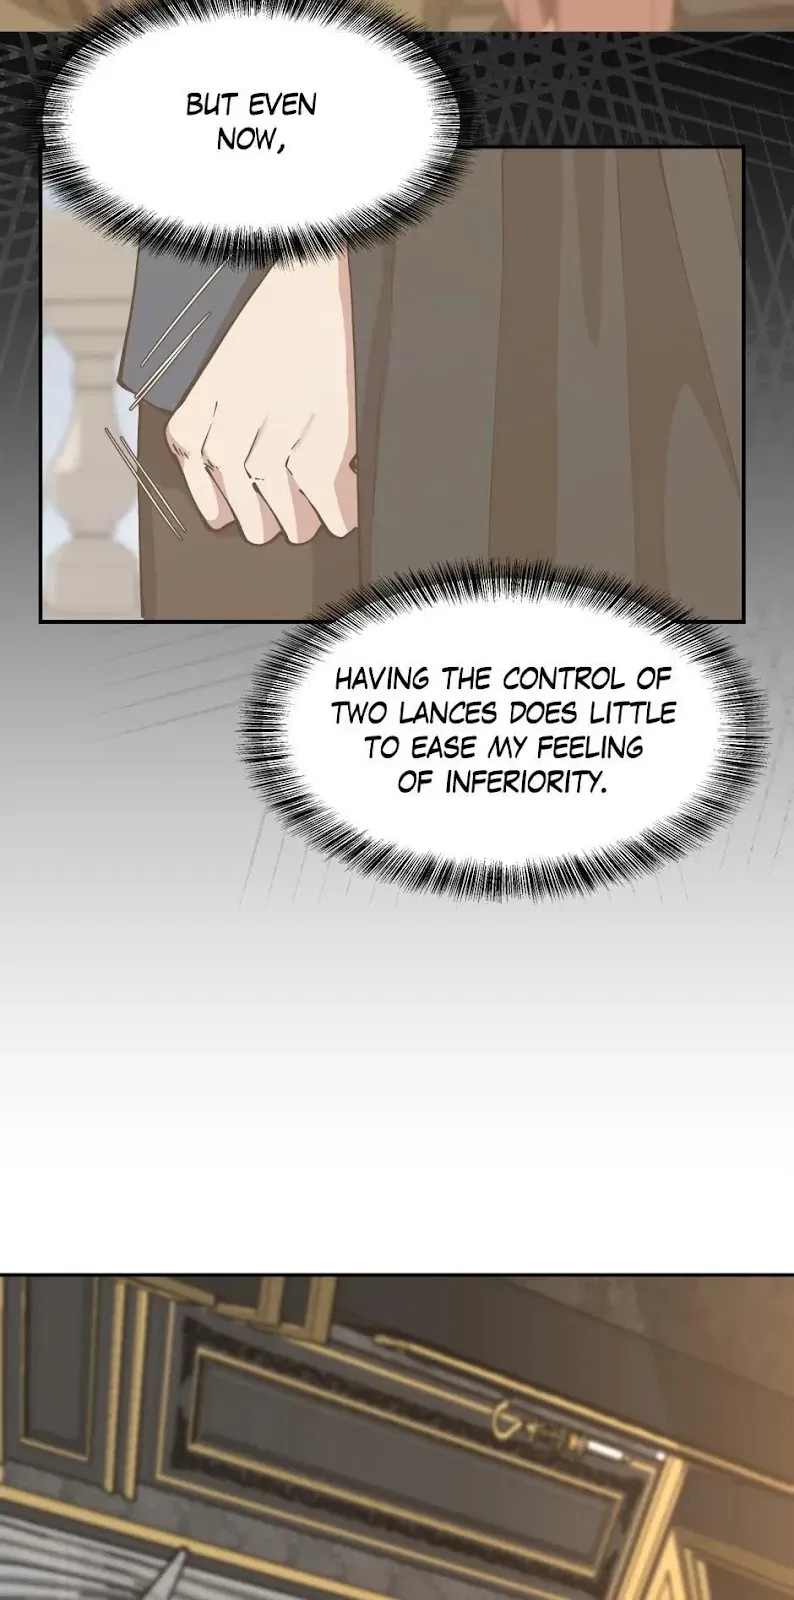 BUT EVEN
NOW,
HAVING THE CONTROL OF
TWO LANCES DOES LITTLE
TO EASE MY FEELING
OF INFERIORITY.